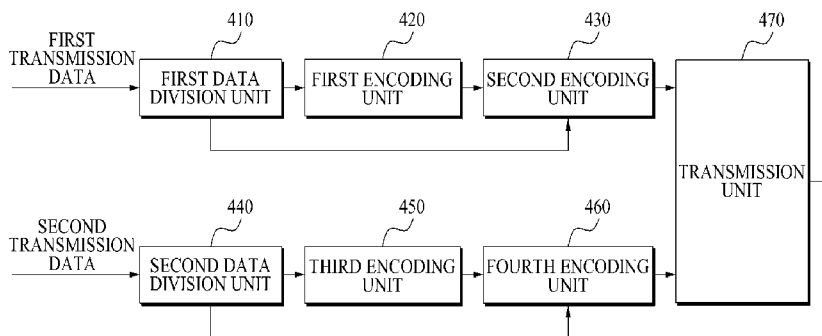 410
420
430
470
FIRST
TRANSMISSION
DATA
FIRST DATA
DIVISION UNIT
FIRST ENCODING
UNIT
SECOND ENCODING
UNIT
TRANSMISSION
UNIT
440
450
460
SECOND
TRANSMISSION
DATA
SECOND DATA
DIVISION UNIT
THIRD ENCODING
UNIT
FOURTH ENCODING
UNIT